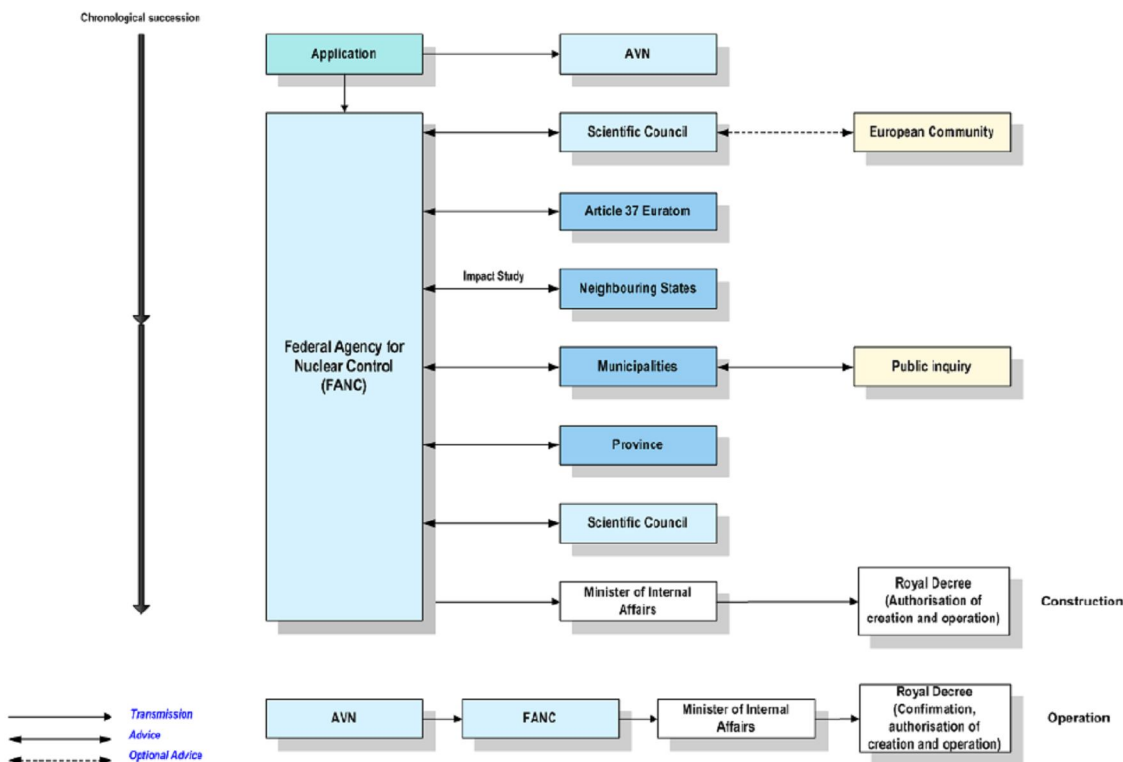 Chronological succession
Application
AVN
Scientific Council
European Community
Article 37 Euratom
Impact Study
Neighbouring States
Federal Agency for
Nuclear Control
(FANC)
Municipalities
Public inquiry
Province
Scientific Council
Minister of Internal
Affairs
Royal Decree
(Authorisation of
creation and operation)
Construction
Transmission
Advice
Optional Advice
AVN
FANC
Minister of Internal
Affairs
Royal Decree
(Confirmation,
authorisation of
creation and operation)
Operation